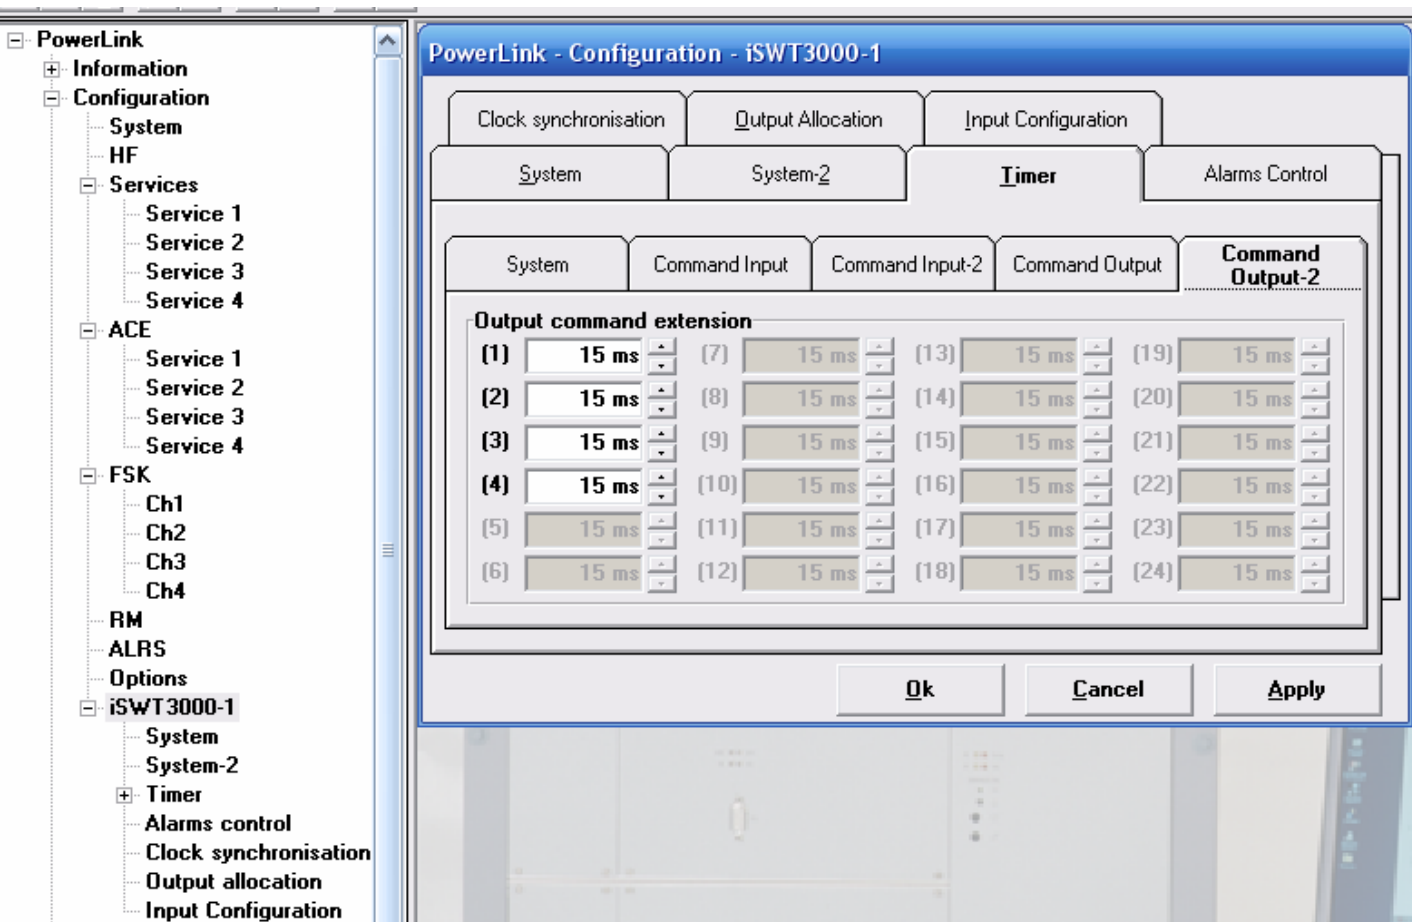 PowerLink
Information
Configuration
System
HF
Services
Service 1
Service 2
Service 3
Service 4
ACE
Service 1
Service 2
Service 3
Service 4
FSK
Ch1
Ch2
Ch3
Ch4
RM
ALRS
Options
iSWT3000-1
System
System-2
Timer
Alarms control
Clock synchronisation
Output allocation
Input Configuration
PowerLink - Configuration - iSWT3000-1
Clock synchronisation Output Allocation Input Configuration
System System-2 Timer Alarms Control
System Command Input Command Input-2 Command Output Command Output-2
Output command extension
(1) 15 ms (7) 15 ms (13) 15 ms (19) 15 ms
(2) 15 ms (8) 15 ms (14) 15 ms (20) 15 ms
(3) 15 ms (9) 15 ms (15) 15 ms (21) 15 ms
(4) 15 ms (10) 15 ms (16) 15 ms (22) 15 ms
(5) 15 ms (11) 15 ms (17) 15 ms (23) 15 ms
(6) 15 ms (12) 15 ms (18) 15 ms (24) 15 ms
Ok Cancel Apply